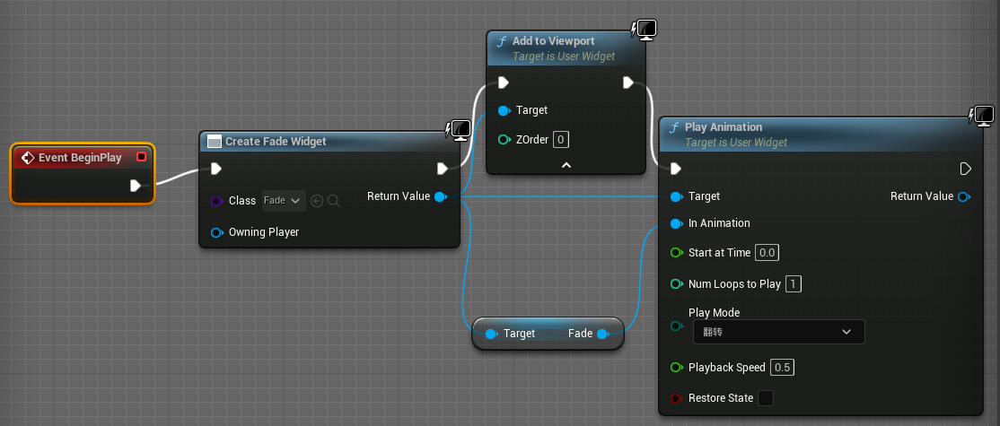 Event BeginPlay
Create Fade Widget
Class
Fade
Return Value
Owning Player
f Add to Viewport
Target is User Widget
Target
ZOrder 0
Target
Fade
f Play Animation
Target is User Widget
Target
Return Value
In Animation
Start at Time 0.0
Num Loops to Play 1
Play Mode
翻转
Playback Speed 0.5
Restore State